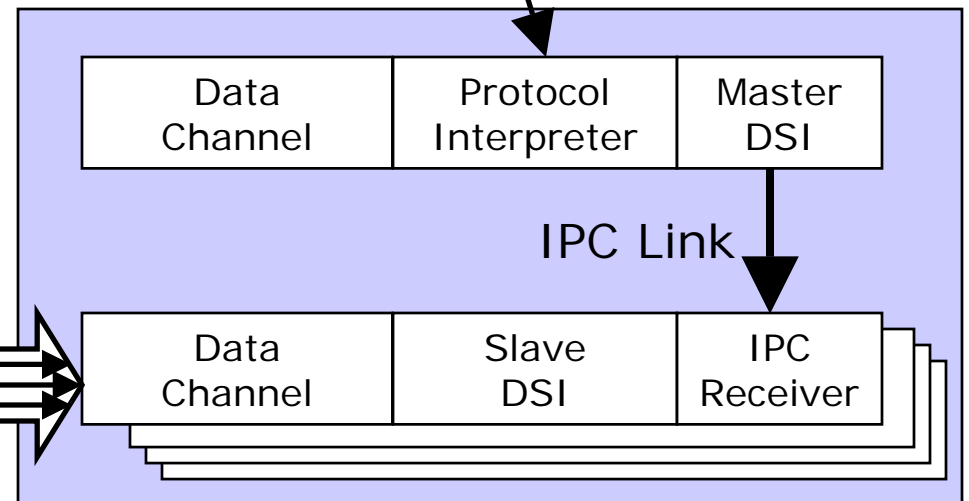 Data
Channel
Protocol
Interpreter
Master
DSI
IPC Link
Data
Channel
Slave
DSI
IPC
Receiver